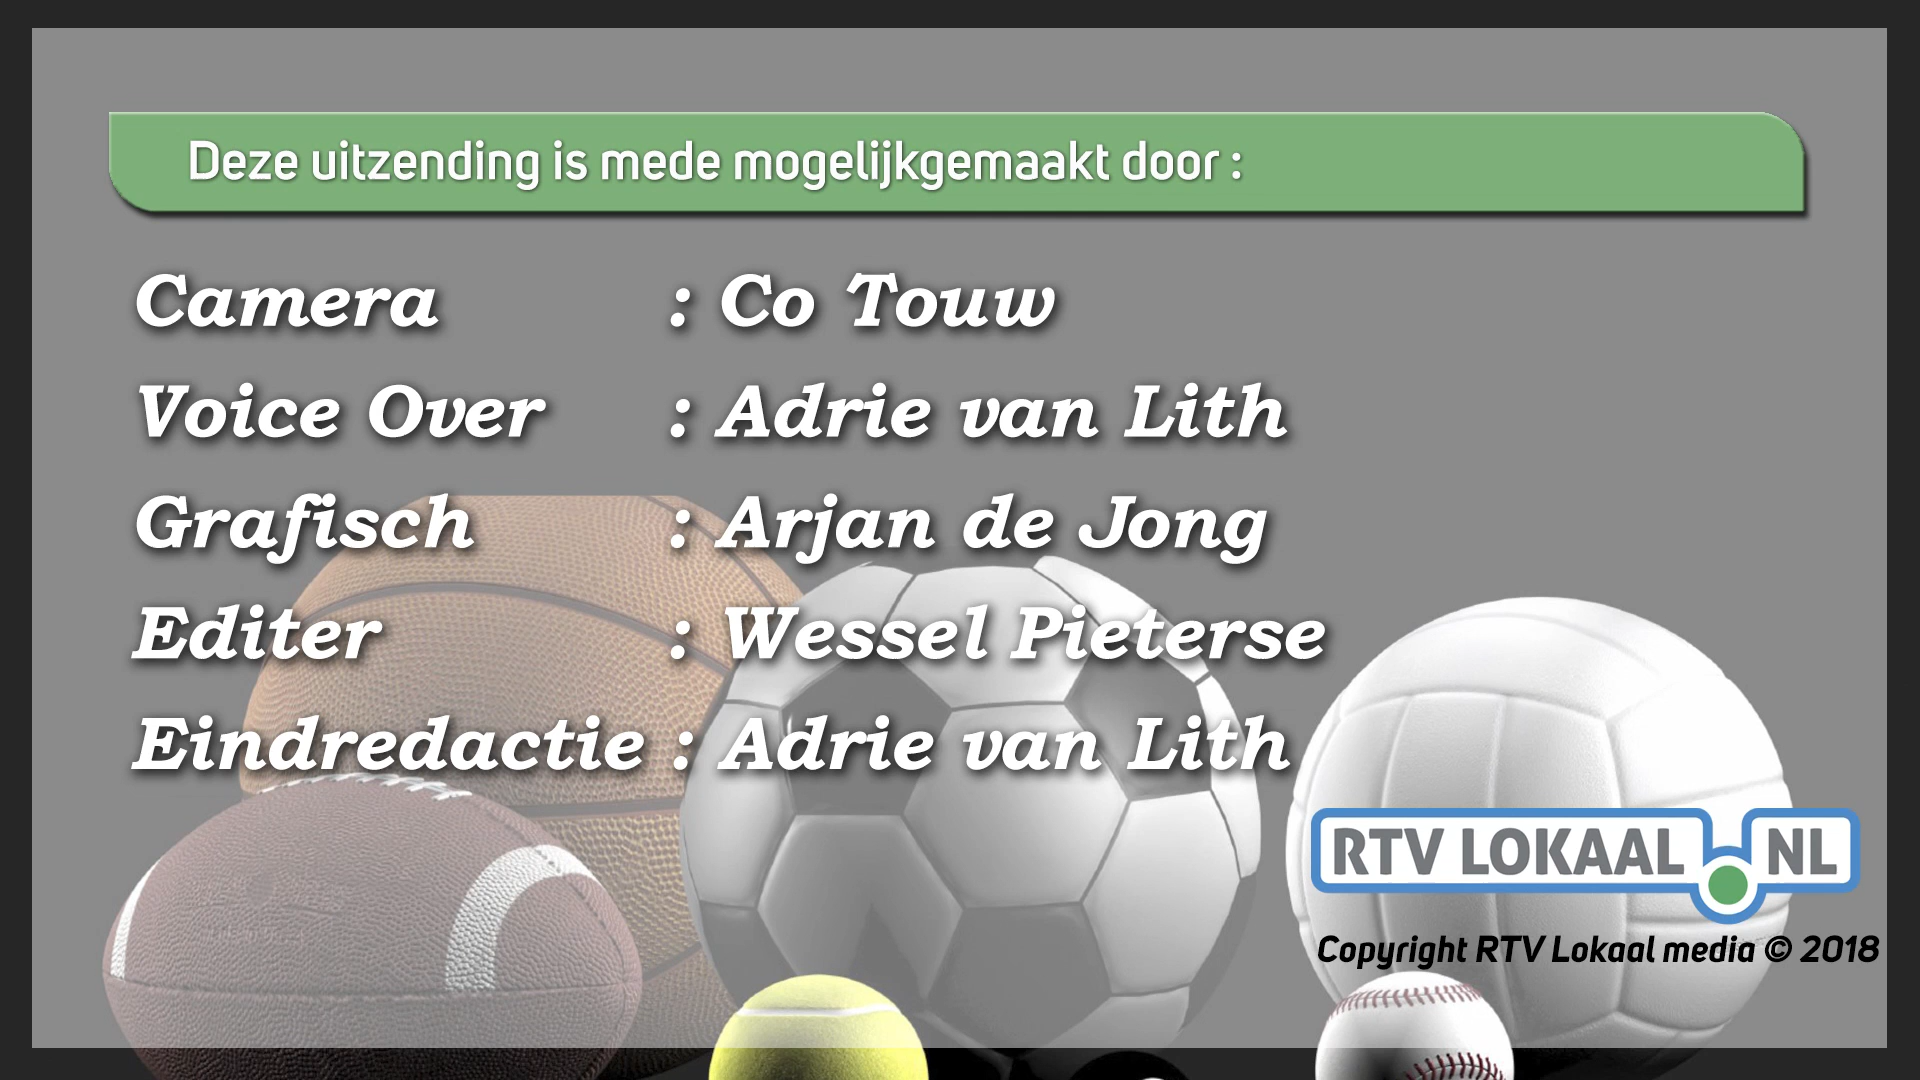 Deze uitzending is mede mogelijkgemaakt door :
Camera : Co Touw
Voice Over : Adrie van Lith
Grafisch : Arjan de Jong
Editer : Wessel Pieterse
Eindredactie : Adrie van Lith
RTV LOKAAL.NL
Copyright RTV Lokaal media © 2018